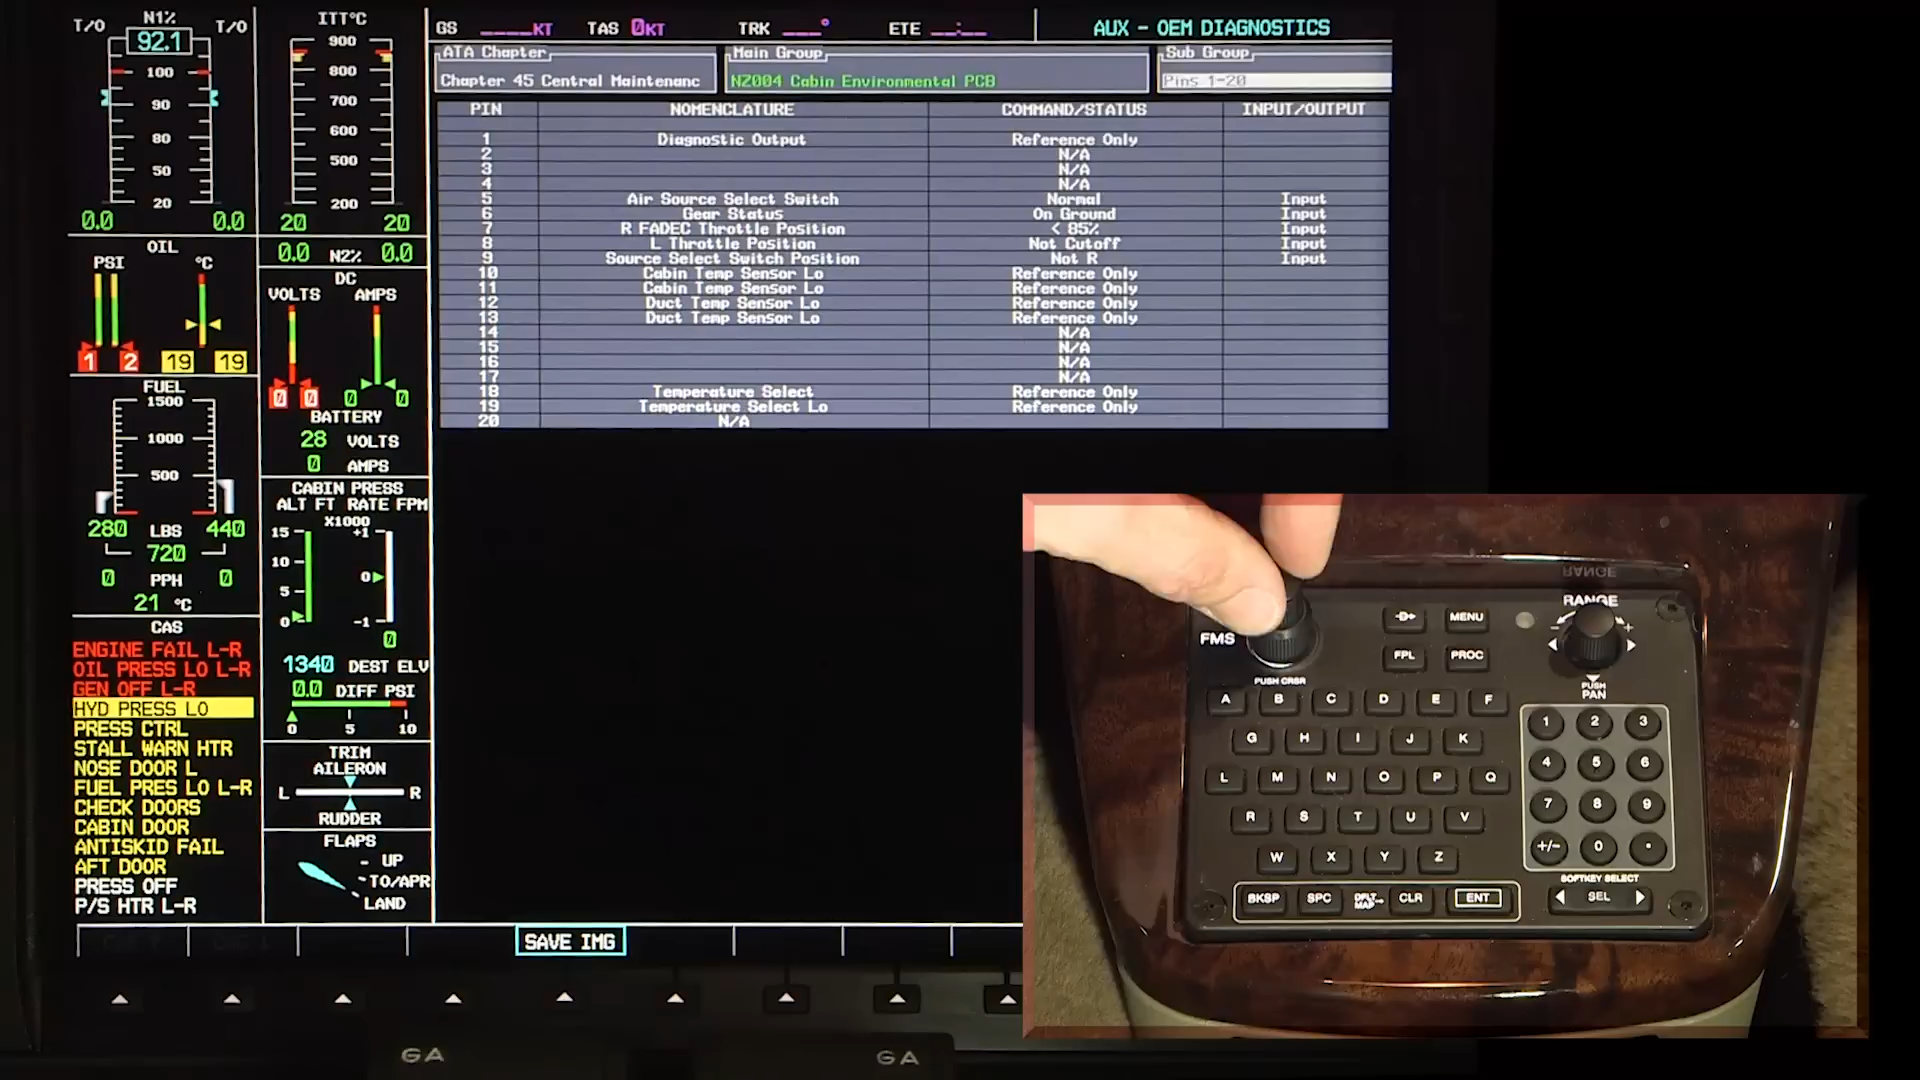 T/O N1% T/O
92.1
100
90
80
50
20
0.0 0.0
ITT°C
900
800
700
600
500
200
20 20
0.0 N2% 0.0
OIL
PSI °C
1 2 19 19
DC
VOLTS AMPS
0 0 0 0
BATTERY
28 VOLTS
0 AMPS
FUEL
1500
1000
500
280 LBS 440
720
0 PPH 0
21 °C
CABIN PRESS
ALT FT RATE FPM
X1000
15 +1
10
0
5
0 -1
0
1340 DEST ELV
0.0 DIFF PSI
0 5 10
CAS
ENGINE FAIL L-R
OIL PRESS LO L-R
GEN OFF L-R
HYD PRESS LO
PRESS CTRL
STALL WARN HTR
NOSE DOOR L
FUEL PRES LO L-R
CHECK DOORS
CABIN DOOR
ANTISKID FAIL
AFT DOOR
PRESS OFF
P/S HTR L-R
TRIM
AILERON
L R
RUDDER
FLAPS
UP
TO/APR
LAND
GS ____KT TAS 0KT TRK ___° ETE __:__ AUX - OEM DIAGNOSTICS
ATA Chapter Main Group Sub Group
Chapter 45 Central Maintenanc NZ004 Cabin Environmental PCB Pins 1-20
PIN NOMENCLATURE COMMAND/STATUS INPUT/OUTPUT
1 Diagnostic Output Reference Only
2 N/A
3 N/A
4 N/A
5 Air Source Select Switch Normal Input
6 Gear Status On Ground Input
7 R FADEC Throttle Position < 85% Input
8 L Throttle Position Not Cutoff Input
9 Source Select Switch Position Not R Input
10 Cabin Temp Sensor Lo Reference Only
11 Cabin Temp Sensor Lo Reference Only
12 Duct Temp Sensor Lo Reference Only
13 Duct Temp Sensor Lo Reference Only
14 N/A
15 N/A
16 N/A
17 N/A
18 Temperature Select Reference Only
19 Temperature Select Lo Reference Only
20 N/A
SAVE IMG
GA GA
RANGE
RANGE
FMS D MENU - +
FPL PROC
PUSH CRSR
PUSH
PAN
A B C D E F
G H I J K
L M N O P Q
R S T U V
W X Y Z
BKSP SPC DFLT MAP CLR ENT
1 2 3
4 5 6
7 8 9
+/- 0 .
SOFTKEY SELECT
SEL